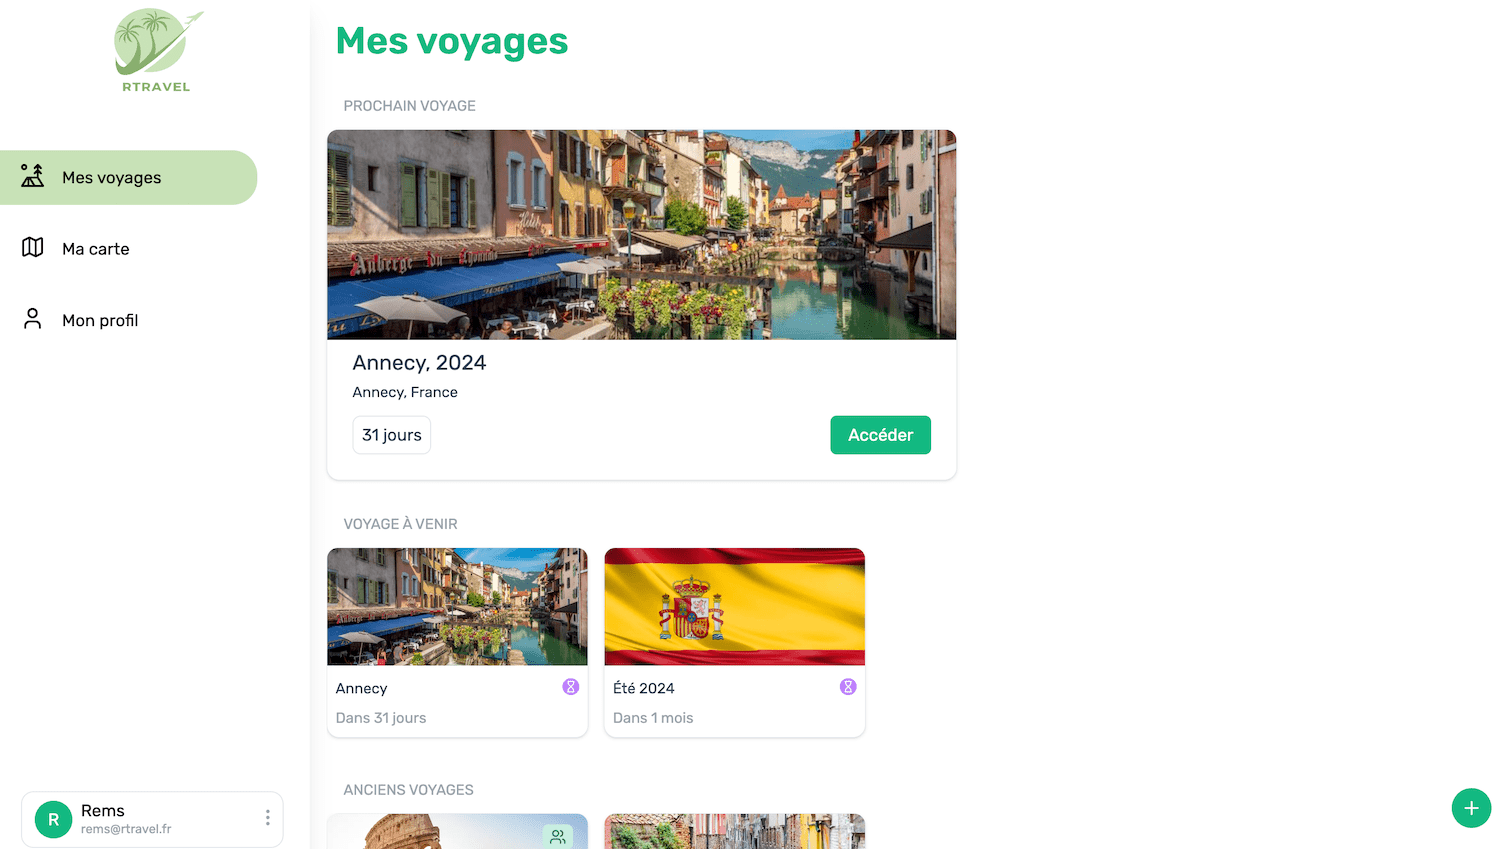 RTRAVEL
Mes voyages
Ma carte
Mon profil
Rems
rems@rtravel.fr
R
Mes voyages
PROCHAIN VOYAGE
Auberge du Lyonnais
Annecy, 2024
Annecy, France
31 jours
Accéder
VOYAGE À VENIR
Annecy
Dans 31 jours
Été 2024
Dans 1 mois
ANCIENS VOYAGES